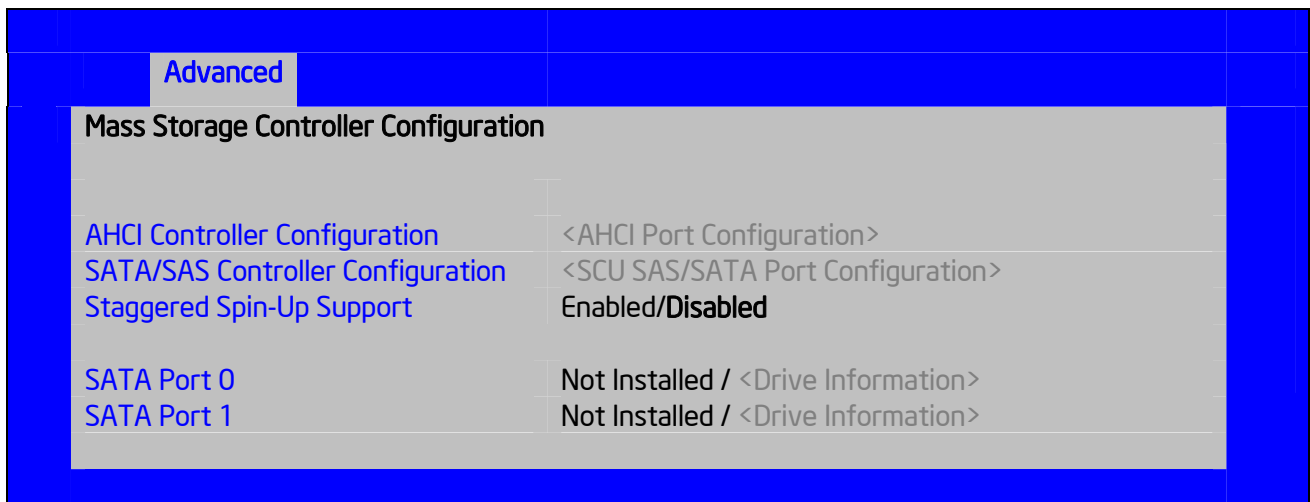 Advanced
Mass Storage Controller Configuration
AHCI Controller Configuration <AHCI Port Configuration>
SATA/SAS Controller Configuration <SCU SAS/SATA Port Configuration>
Staggered Spin-Up Support Enabled/Disabled
SATA Port 0 Not Installed / <Drive Information>
SATA Port 1 Not Installed / <Drive Information>